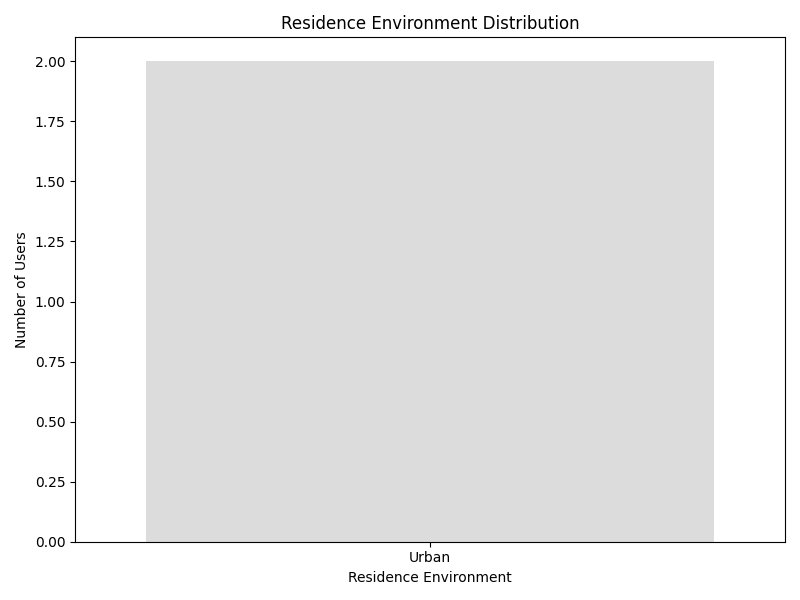 Residence Environment Distribution
2.00
1.75
1.50
1.25
1.00
0.75
0.50
0.25
0.00
Number of Users
Urban
Residence Environment